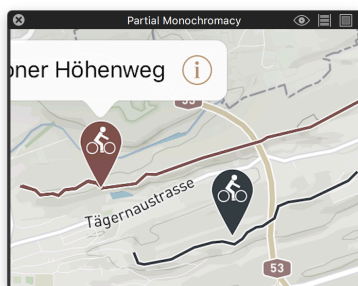 Partial Monochromacy
oner Höhenweg i
53
Tägernaustrasse
53